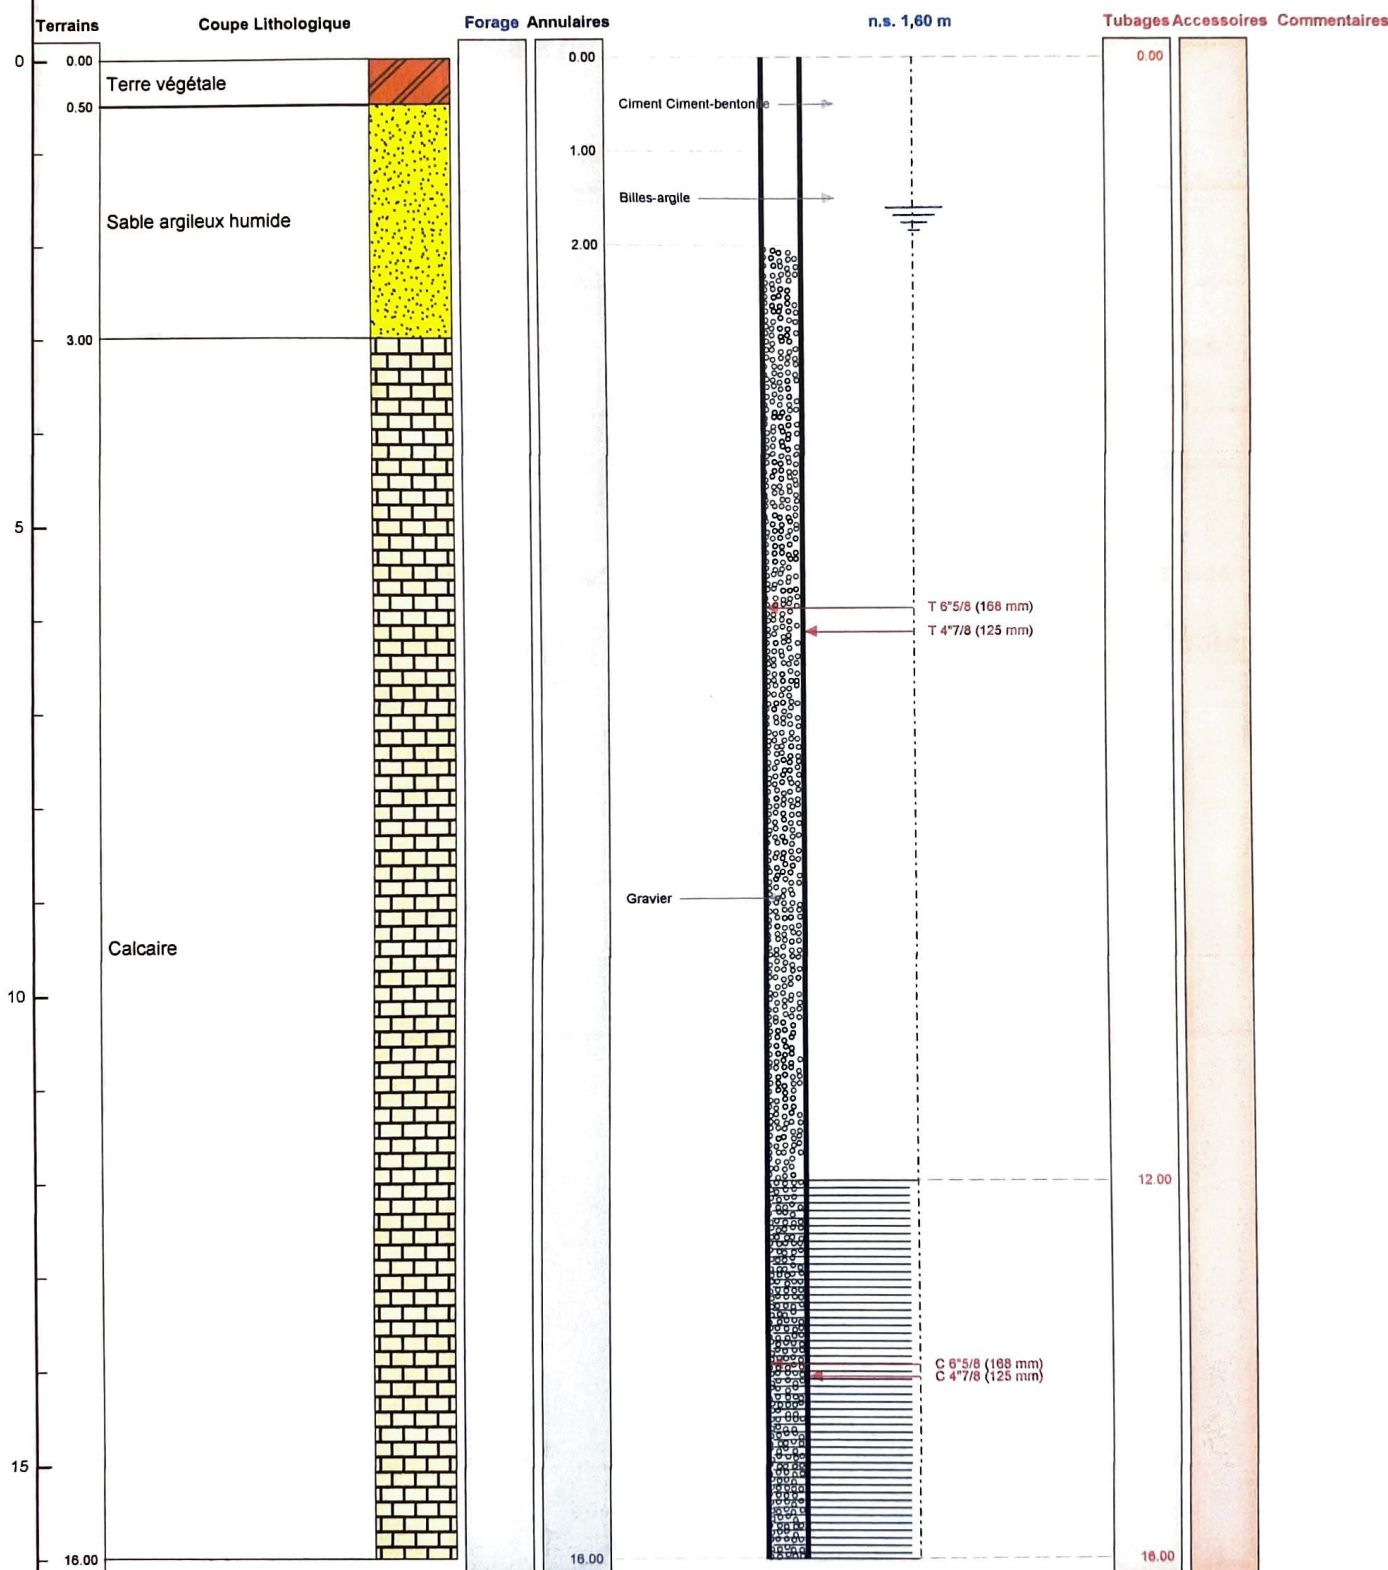 Terrains Coupe Lithologique Forage Annulaires n.s. 1,60 m Tubages Accessoires Commentaires
0 0.00 0.00 0.00
Terre végétale
0.50 Ciment Ciment-bentonite
1.00
Billes-argile
Sable argileux humide
2.00
3.00
5
T 6"5/8 (168 mm)
T 4"7/8 (125 mm)
Gravier
Calcaire
10
12.00
C 6"5/8 (168 mm)
C 4"7/8 (125 mm)
15
16.00 16.00 16.00